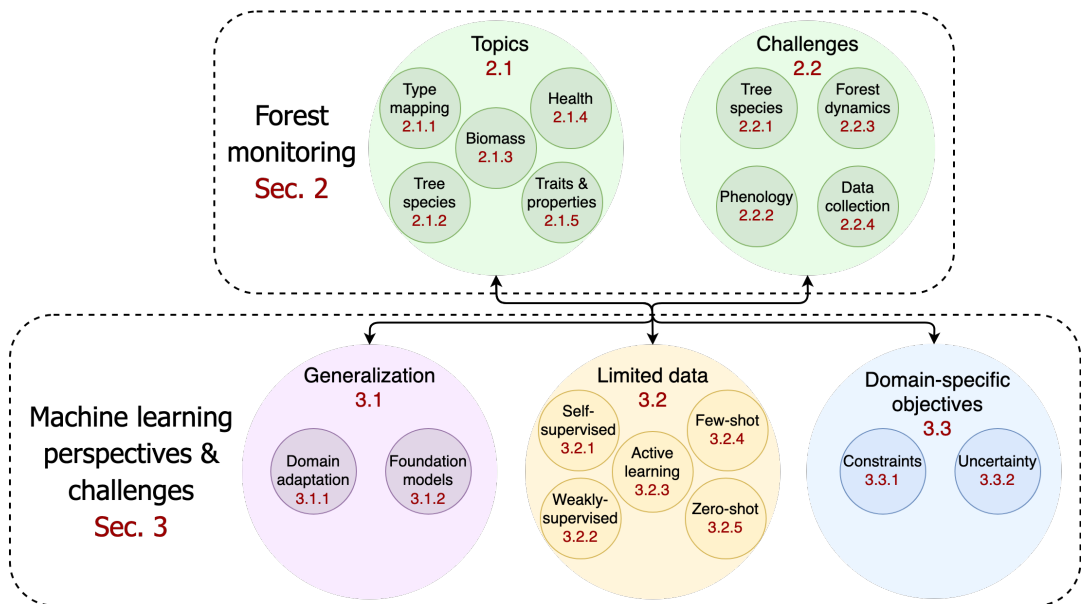 Forest
monitoring
Sec. 2
Topics
2.1
Type
mapping
2.1.1
Health
2.1.4
Biomass
2.1.3
Tree
species
2.1.2
Traits &
properties
2.1.5
Challenges
2.2
Tree
species
2.2.1
Forest
dynamics
2.2.3
Phenology
2.2.2
Data
collection
2.2.4
Machine learning
perspectives &
challenges
Sec. 3
Generalization
3.1
Domain
adaptation
3.1.1
Foundation
models
3.1.2
Limited data
3.2
Self-
supervised
3.2.1
Few-shot
3.2.4
Active
learning
3.2.3
Weakly-
supervised
3.2.2
Zero-shot
3.2.5
Domain-specific
objectives
3.3
Constraints
3.3.1
Uncertainty
3.3.2